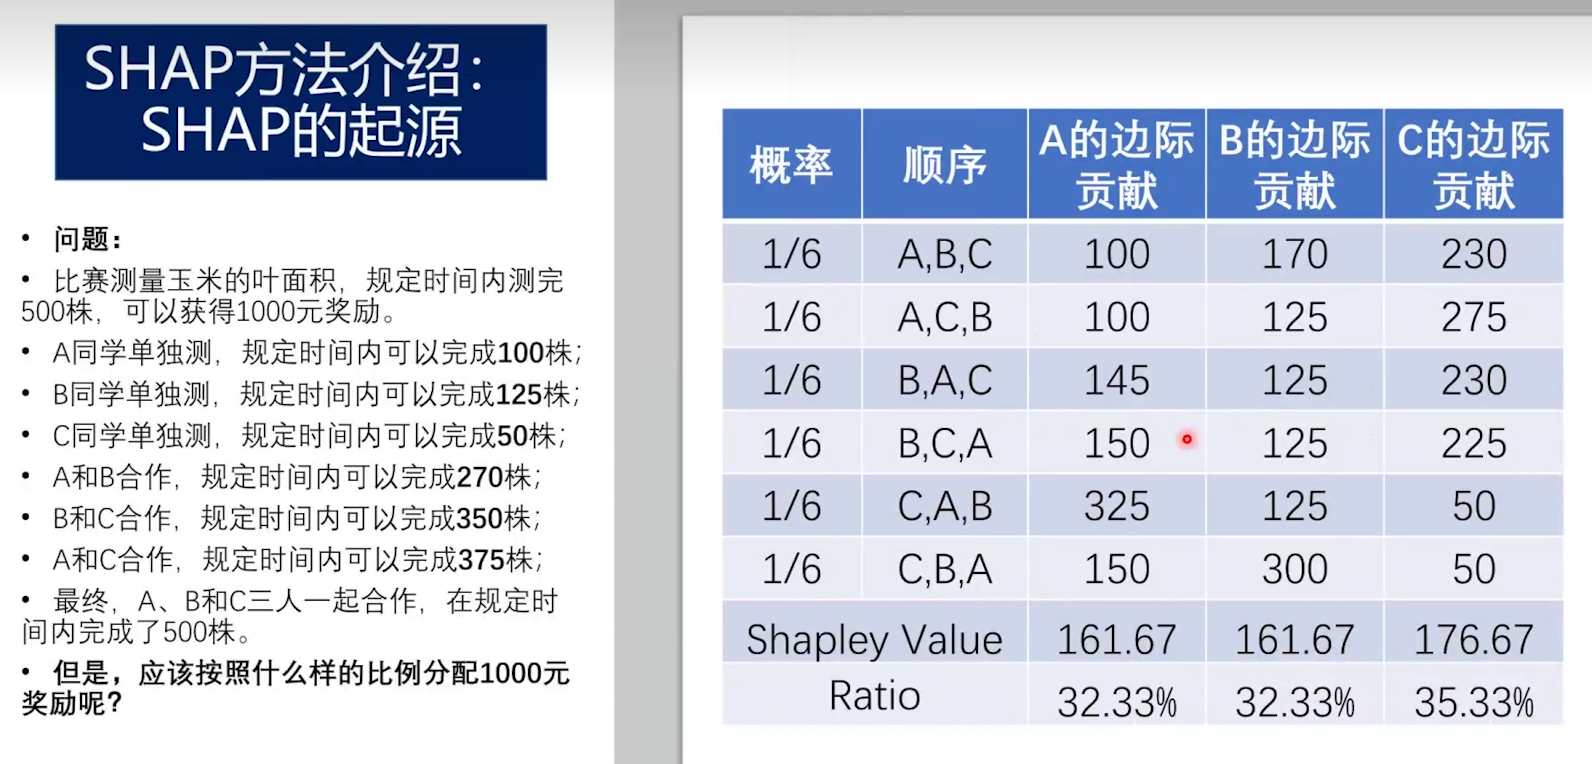 SHAP方法介绍：
SHAP的起源
• 问题：
• 比赛测量玉米的叶面积，规定时间内测完
500株，可以获得1000元奖励。
• A同学单独测，规定时间内可以完成100株；
• B同学单独测，规定时间内可以完成125株；
• C同学单独测，规定时间内可以完成50株；
• A和B合作，规定时间内可以完成270株；
• B和C合作，规定时间内可以完成350株；
• A和C合作，规定时间内可以完成375株；
• 最终，A、B和C三人一起合作，在规定时
间内完成了500株。
• 但是，应该按照什么样的比例分配1000元
奖励呢？
概率 顺序 A的边际贡献 B的边际贡献 C的边际贡献
1/6 A,B,C 100 170 230
1/6 A,C,B 100 125 275
1/6 B,A,C 145 125 230
1/6 B,C,A 150 125 225
1/6 C,A,B 325 125 50
1/6 C,B,A 150 300 50
Shapley Value 161.67 161.67 176.67
Ratio 32.33% 32.33% 35.33%